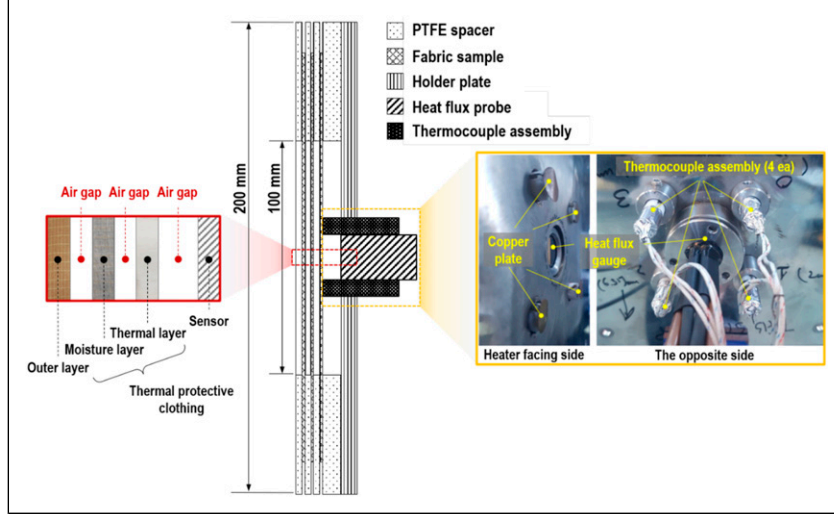 PTFE spacer
Fabric sample
Holder plate
Heat flux probe
Thermocouple assembly
200 mm
100 mm
Air gap Air gap Air gap
Sensor
Thermal layer
Moisture layer
Outer layer
Thermal protective
clothing
Thermocouple assembly (4 ea)
Copper
plate
Heat flux
gauge
Heater facing side
The opposite side